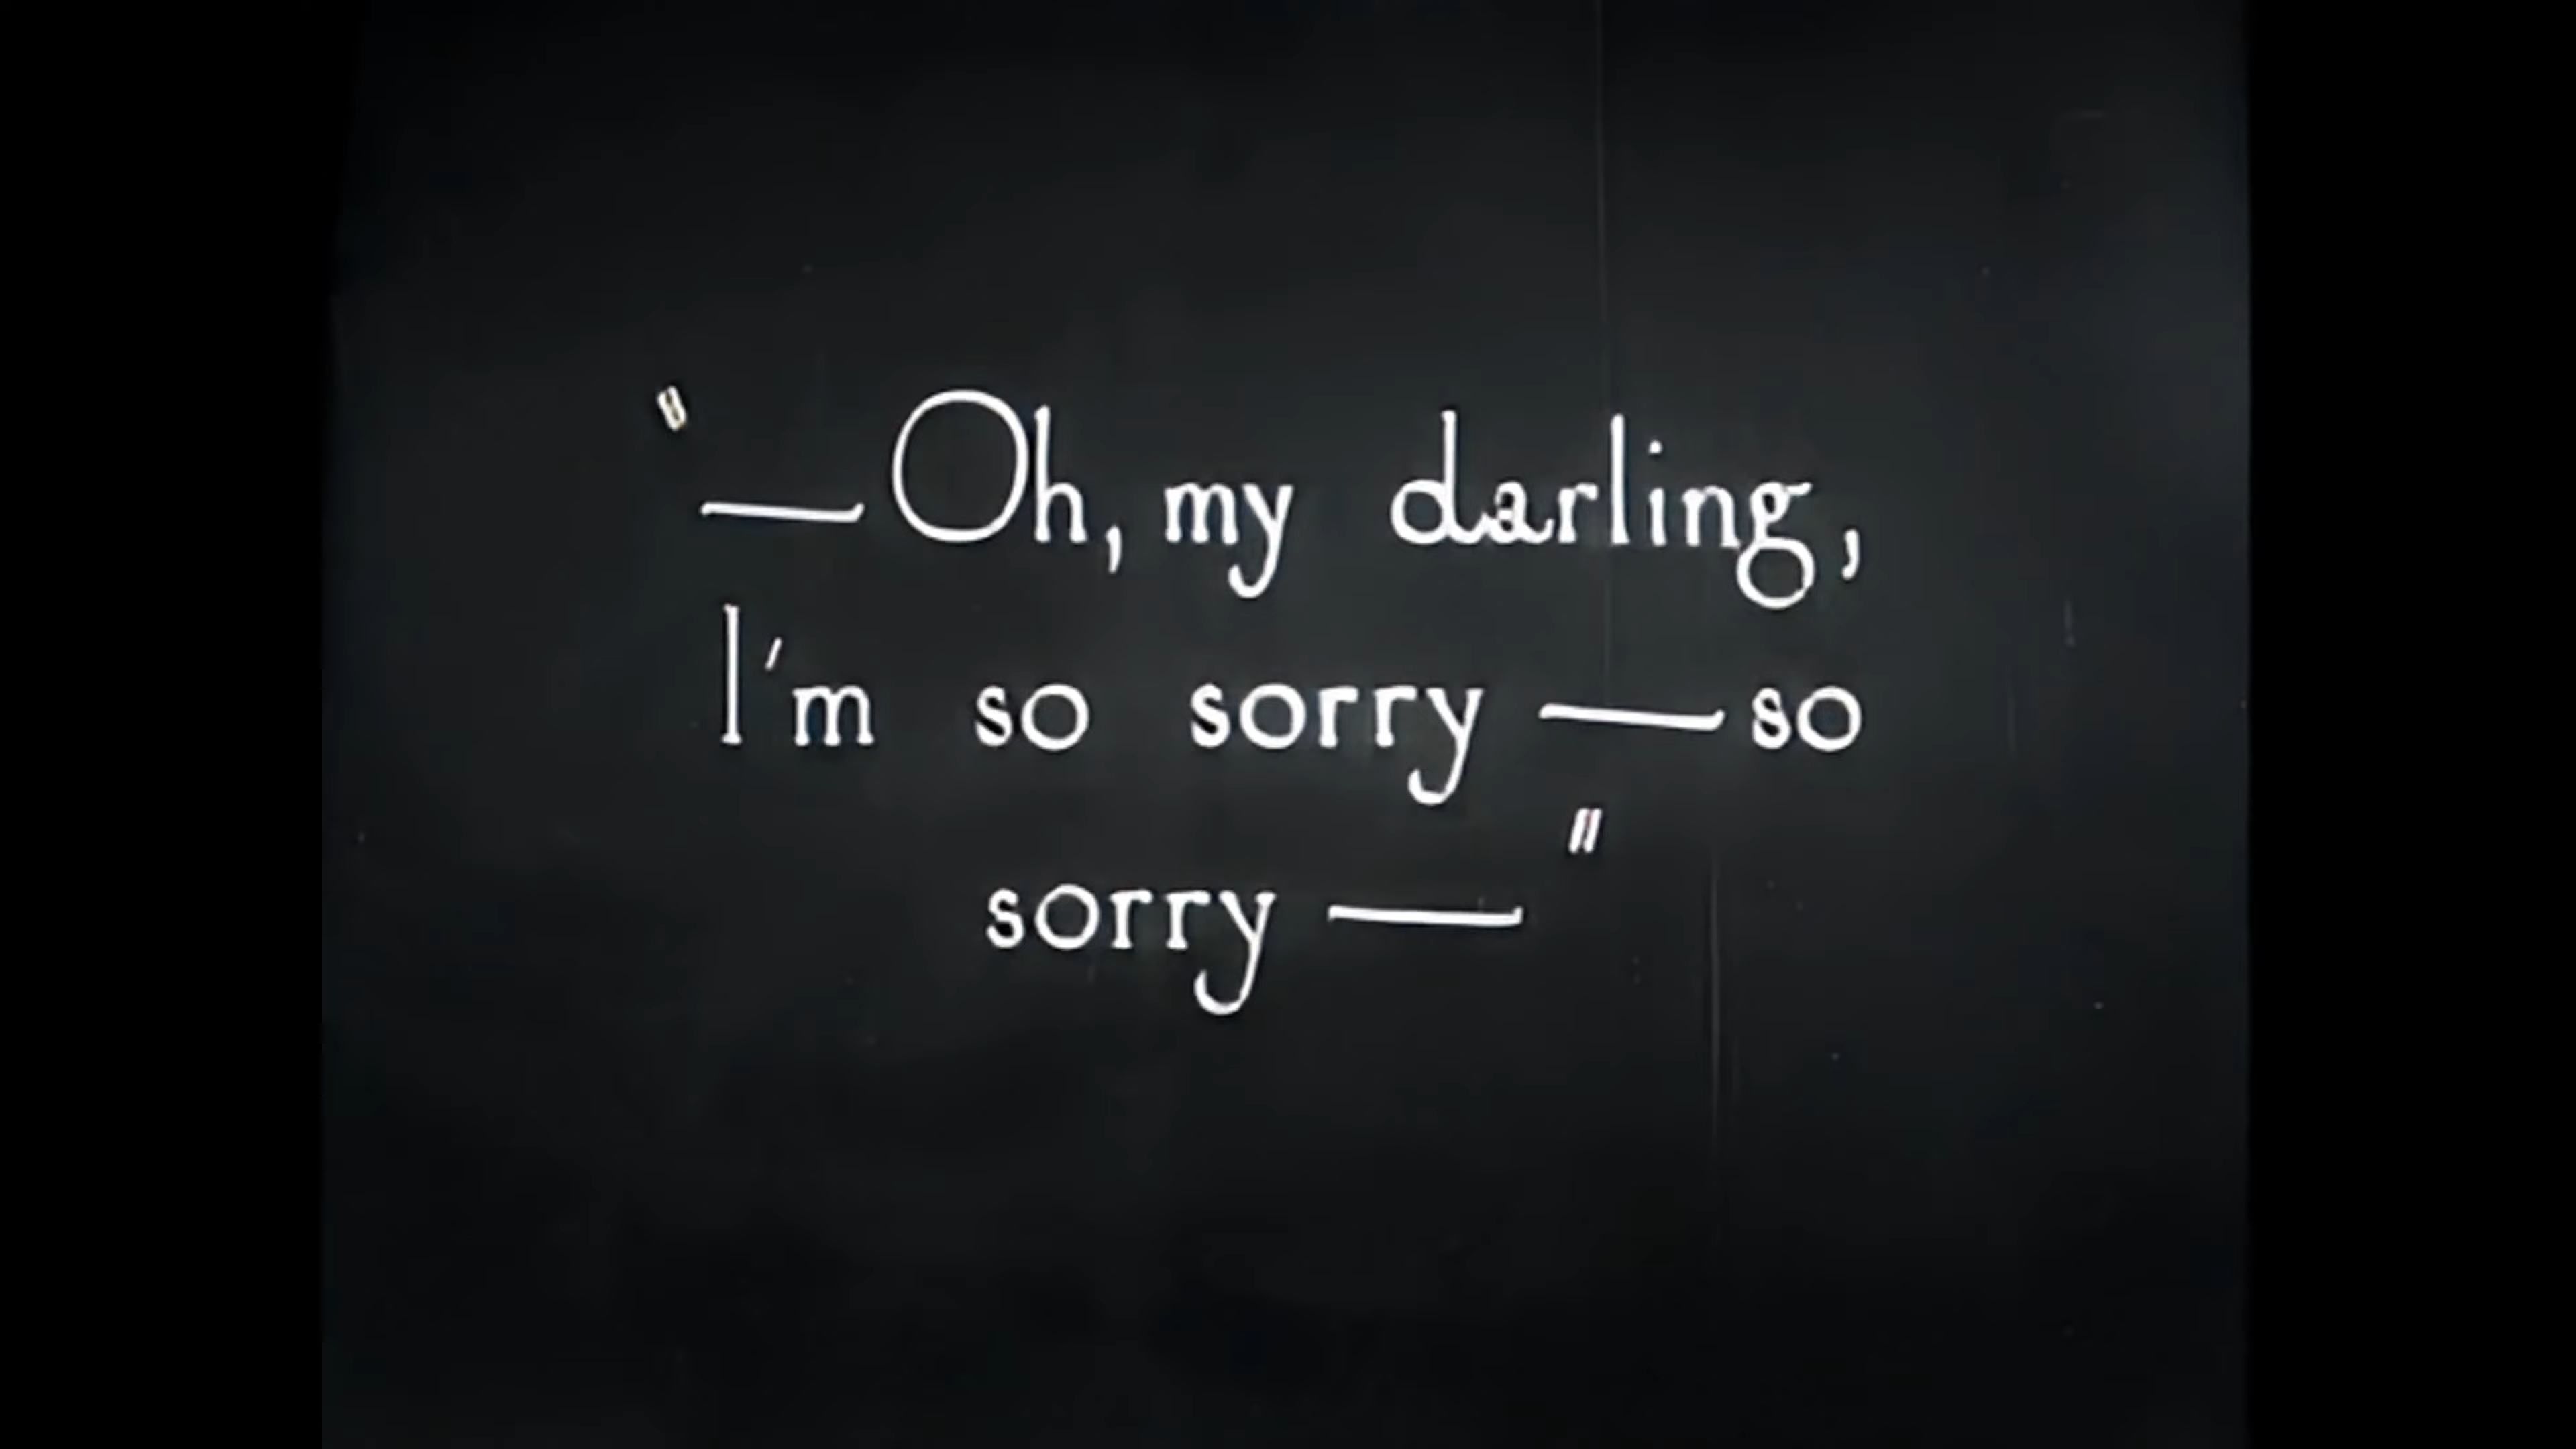 "—Oh, my darling,
I'm so sorry — so
sorry —"